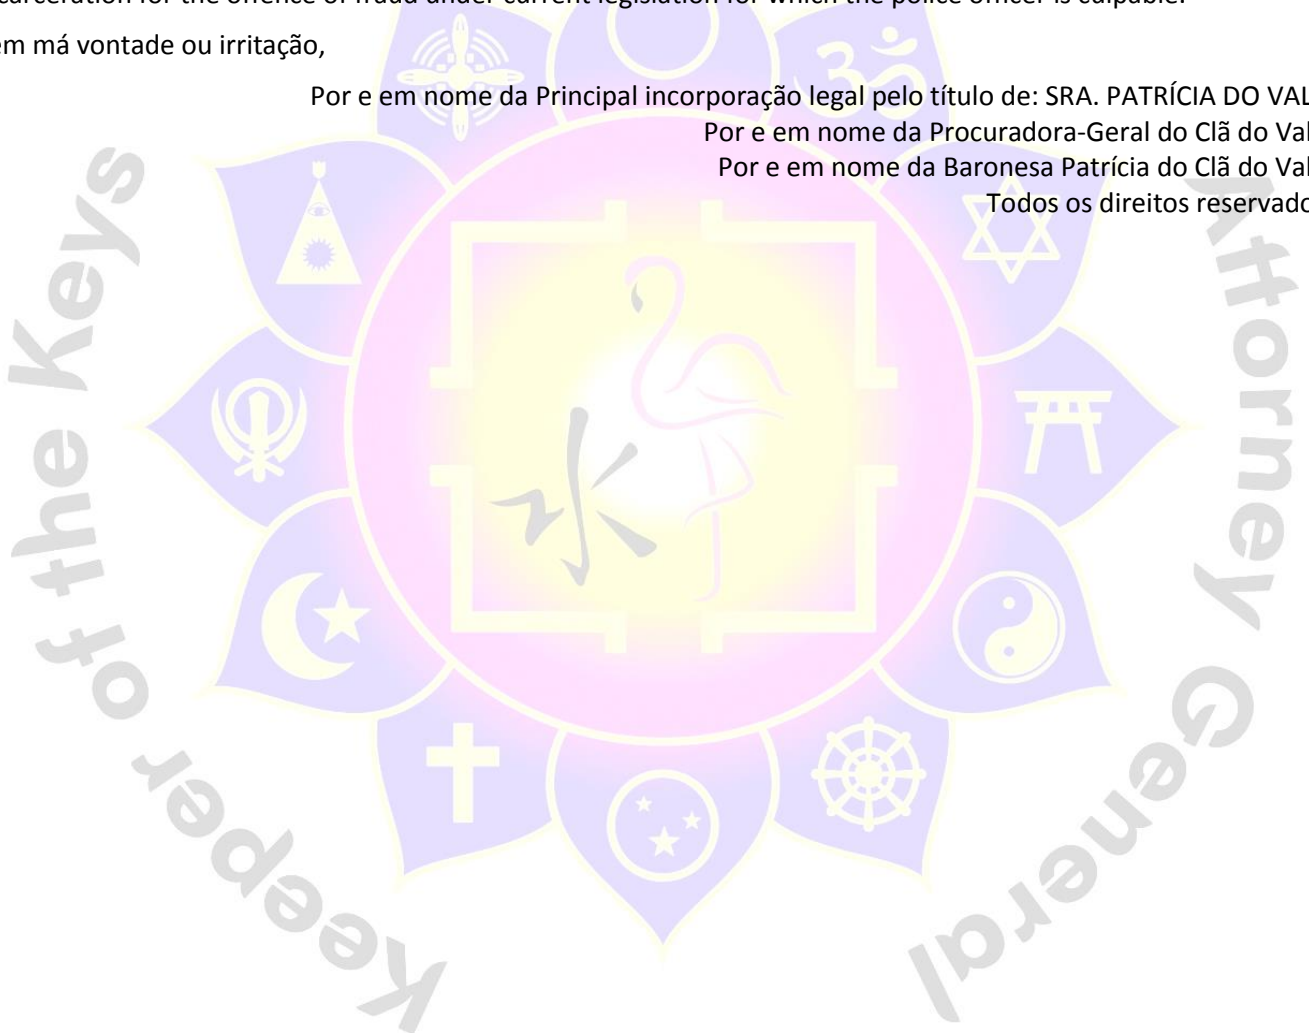 carceration for the offence of fraud under current legislation for which the police officer is culpable.
em má vontade ou irritação,
Por e em nome da Principal incorporação legal pelo título de: SRA. PATRÍCIA DO VAL
Por e em nome da Procuradora-Geral do Clã do Val
Por e em nome da Baronesa Patrícia do Clã do Val
Todos os direitos reservado
Keeper of the Keys
Attorney General
ॐ
水